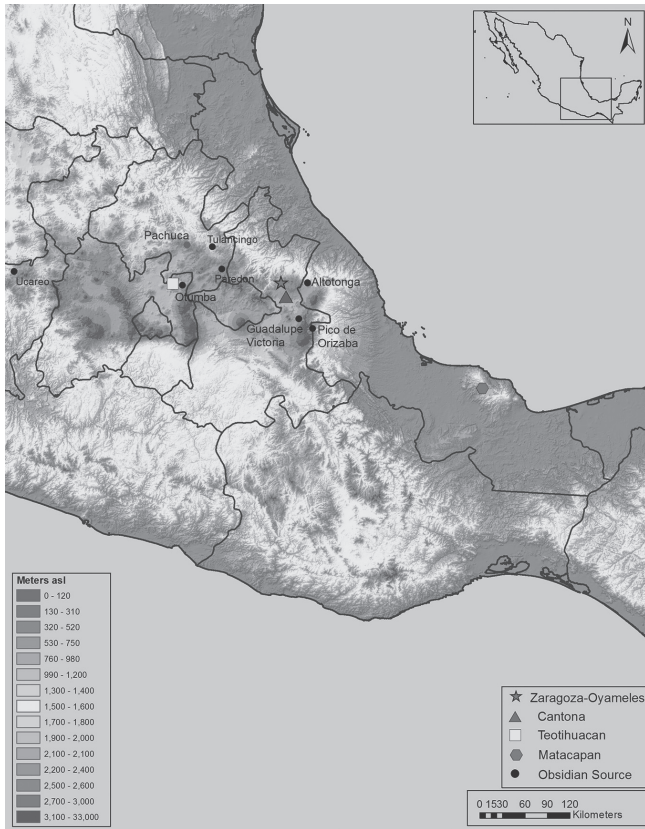 N
Pachuca
Tulancingo
Ucareo
Paredon
Altotonga
Otumba
Guadalupe
Victoria
Pico de
Orizaba
Meters asl
0 - 120
130 - 310
320 - 520
530 - 750
760 - 980
990 - 1,200
1,300 - 1,400
1,500 - 1,600
1,700 - 1,800
1,900 - 2,000
2,100 - 2,100
2,200 - 2,400
2,500 - 2,600
2,700 - 3,000
3,100 - 33,000
Zaragoza-Oyameles
Cantona
Teotihuacan
Matacapan
Obsidian Source
0 1530 60 90 120
Kilometers